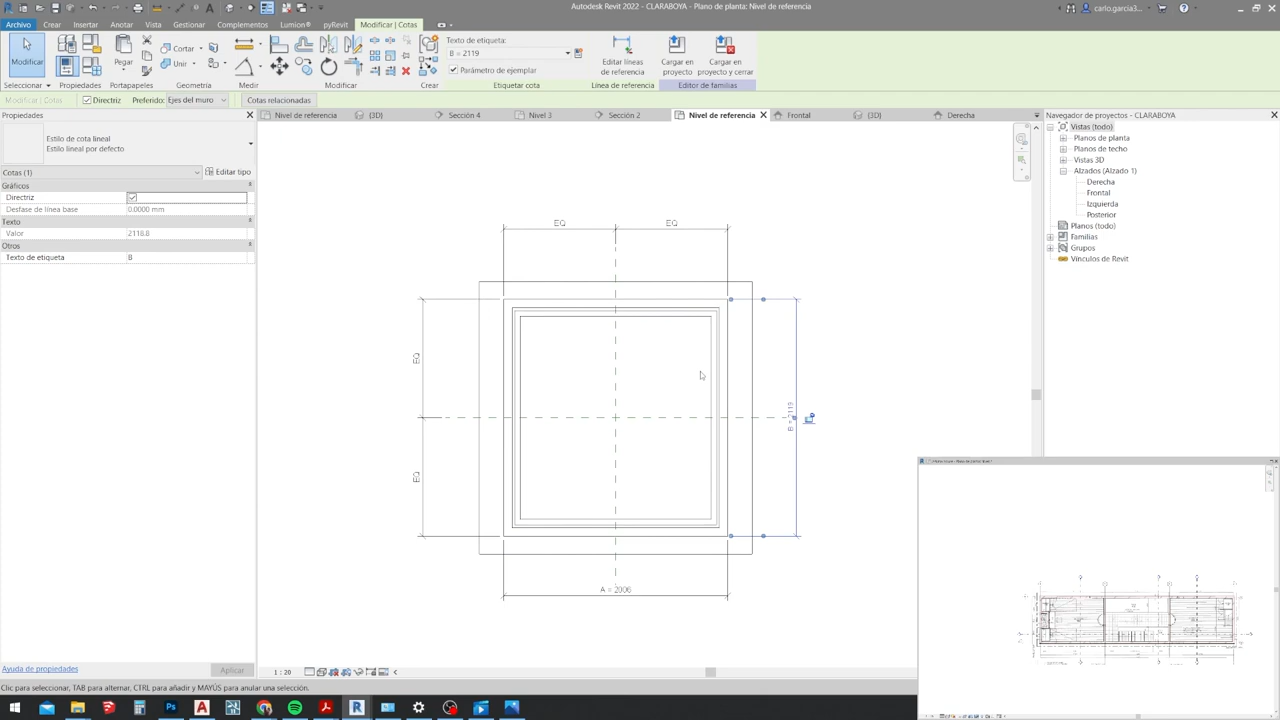 Autodesk Revit 2022 - CLARABOYA - Plano de planta: Nivel de referencia
carlo.garcia3...
Archivo Crear Insertar Anotar Vista Gestionar Complementos Lumion® pyRevit Modificar | Cotas
Modificar
Pegar
Cortar
Unir
Texto de etiqueta:
B = 2119
Parámetro de ejemplar
Editar líneas de referencia
Cargar en proyecto
Cargar en proyecto y cerrar
Seleccionar Propiedades Portapapeles Geometría Medir Modificar Crear Etiquetar cota Línea de referencia Editor de familias
Modificar | Cotas Directriz Preferido: Ejes del muro Cotas relacionadas
Propiedades
Nivel de referencia {3D} Sección 4 Nivel 3 Sección 2 Nivel de referencia Frontal {3D} Derecha
Navegador de proyectos - CLARABOYA
Estilo de cota lineal
Estilo lineal por defecto
Cotas (1) Editar tipo
Gráficos
Directriz
Desfase de línea base 0.0000 mm
Texto
Valor 2118.8
Otros
Texto de etiqueta B
Vistas (todo)
Planos de planta
Planos de techo
Vistas 3D
Alzados (Alzado 1)
Derecha
Frontal
Izquierda
Posterior
Planos (todo)
Familias
Grupos
Vínculos de Revit
EQ EQ
EQ
B = 2119
EQ
A = 2006
Ayuda de propiedades Aplicar
1 : 20
Clic para seleccionar, TAB para alternar, CTRL para añadir y MAYÚS para anular una selección.